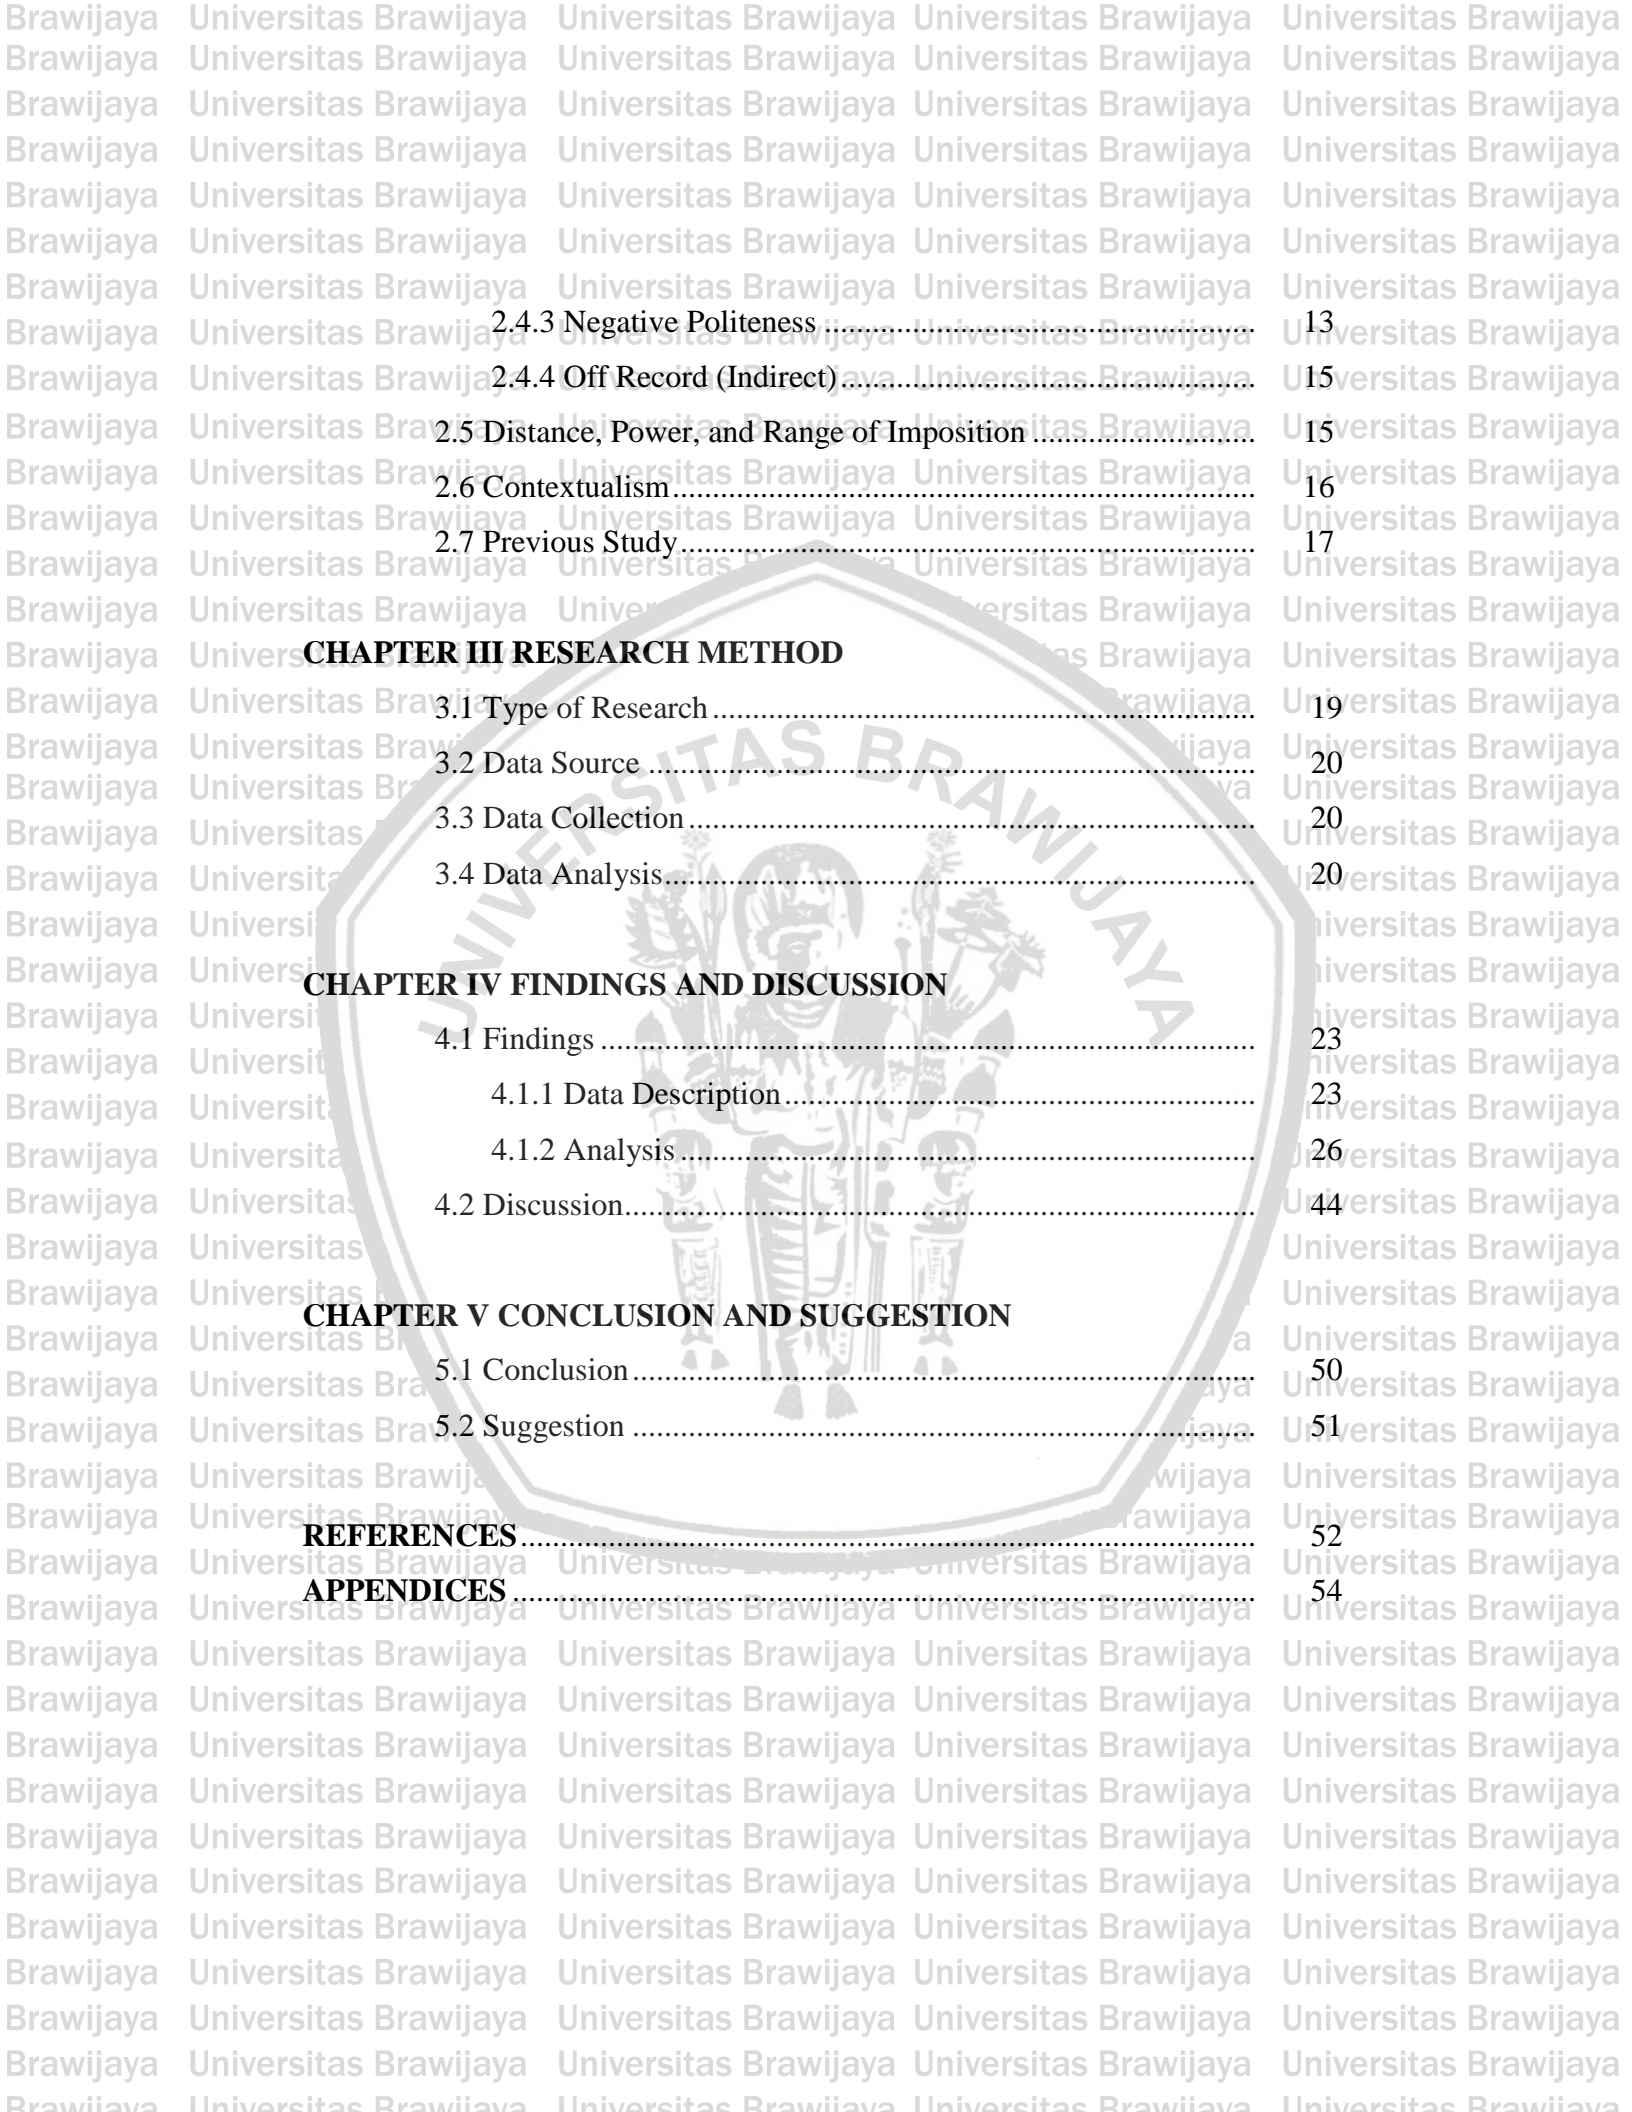 2.4.3 Negative Politeness ........................................................ 13
2.4.4 Off Record (Indirect) ........................................................ 15
2.5 Distance, Power, and Range of Imposition ........................................................ 15
2.6 Contextualism ........................................................ 16
2.7 Previous Study ........................................................ 17
CHAPTER III RESEARCH METHOD
3.1 Type of Research ........................................................ 19
3.2 Data Source ........................................................ 20
3.3 Data Collection ........................................................ 20
3.4 Data Analysis ........................................................ 20
UNIVERSITAS BRAWIJAYA
CHAPTER IV FINDINGS AND DISCUSSION
4.1 Findings ........................................................ 23
4.1.1 Data Description ........................................................ 23
4.1.2 Analysis ........................................................ 26
4.2 Discussion ........................................................ 44
CHAPTER V CONCLUSION AND SUGGESTION
5.1 Conclusion ........................................................ 50
5.2 Suggestion ........................................................ 51
REFERENCES ........................................................ 52
APPENDICES ........................................................ 54